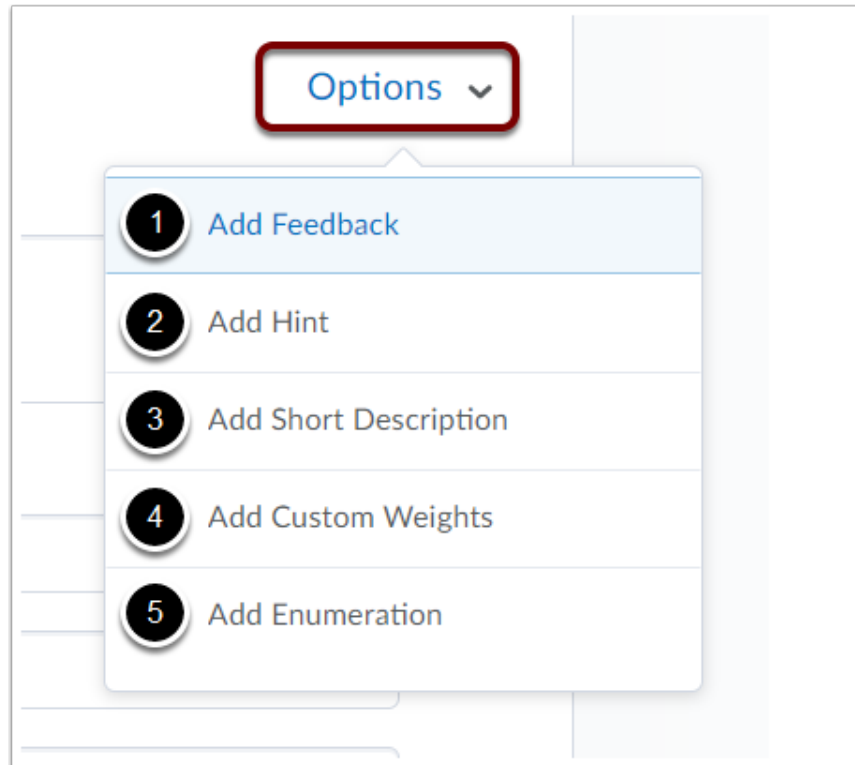 Options
1 Add Feedback
2 Add Hint
3 Add Short Description
4 Add Custom Weights
5 Add Enumeration